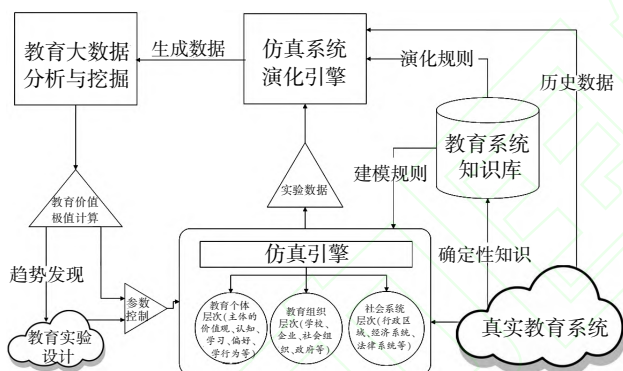 教育大数据
分析与挖掘
生成数据
仿真系统
演化引擎
演化规则
历史数据
教育系统
知识库
建模规则
实验数据
教育价值
极值计算
仿真引擎
确定性知识
趋势发现
参数
控制
教育个体
层次(主体的
价值观、认知、
学习、偏好、
学行为等)
教育组织
层次(学校、
企业、社会组
织、政府等)
社会系统
层次(行政区
域、经济系统、
法律系统等)
教育实验
设计
真实教育系统